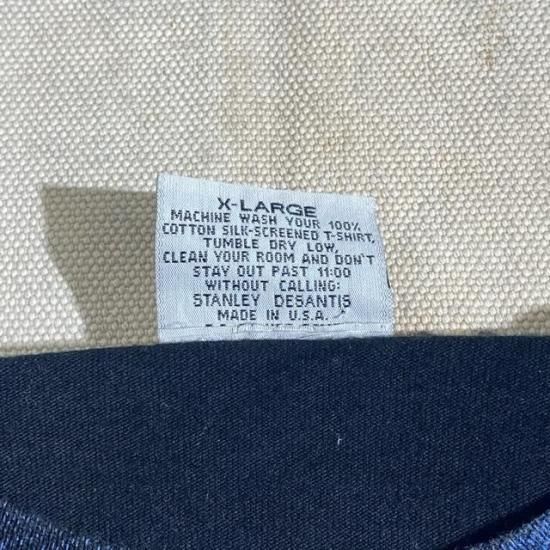 X-LARGE
MACHINE WASH YOUR 100%
COTTON SILK-SCREENED T-SHIRT,
TUMBLE DRY LOW,
CLEAN YOUR ROOM AND DON'T
STAY OUT PAST 11:00
WITHOUT CALLING:
STANLEY DESANTIS
MADE IN U.S.A.